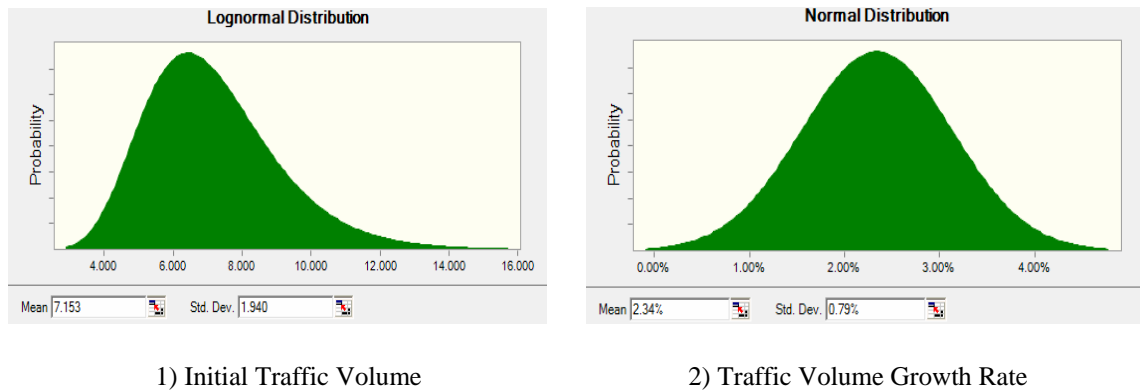 Lognormal Distribution
Probability
4.000 6.000 8.000 10.000 12.000 14.000 16.000
Mean 7.153 Std. Dev. 1.940
1) Initial Traffic Volume
Normal Distribution
Probability
0.00% 1.00% 2.00% 3.00% 4.00%
Mean 2.34% Std. Dev. 0.79%
2) Traffic Volume Growth Rate